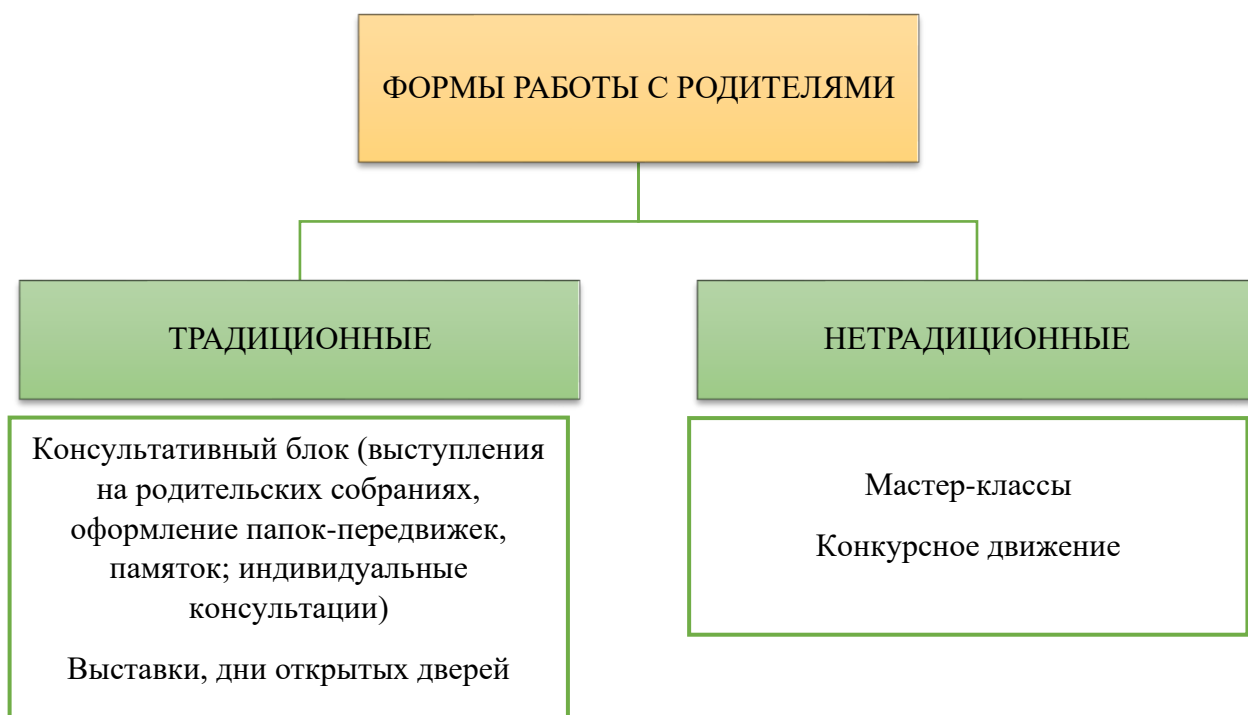 ФОРМЫ РАБОТЫ С РОДИТЕЛЯМИ
ТРАДИЦИОННЫЕ
Консультативный блок (выступления
на родительских собраниях,
оформление папок-передвижек,
памяток; индивидуальные
консультации)
Выставки, дни открытых дверей
НЕТРАДИЦИОННЫЕ
Мастер-классы
Конкурсное движение